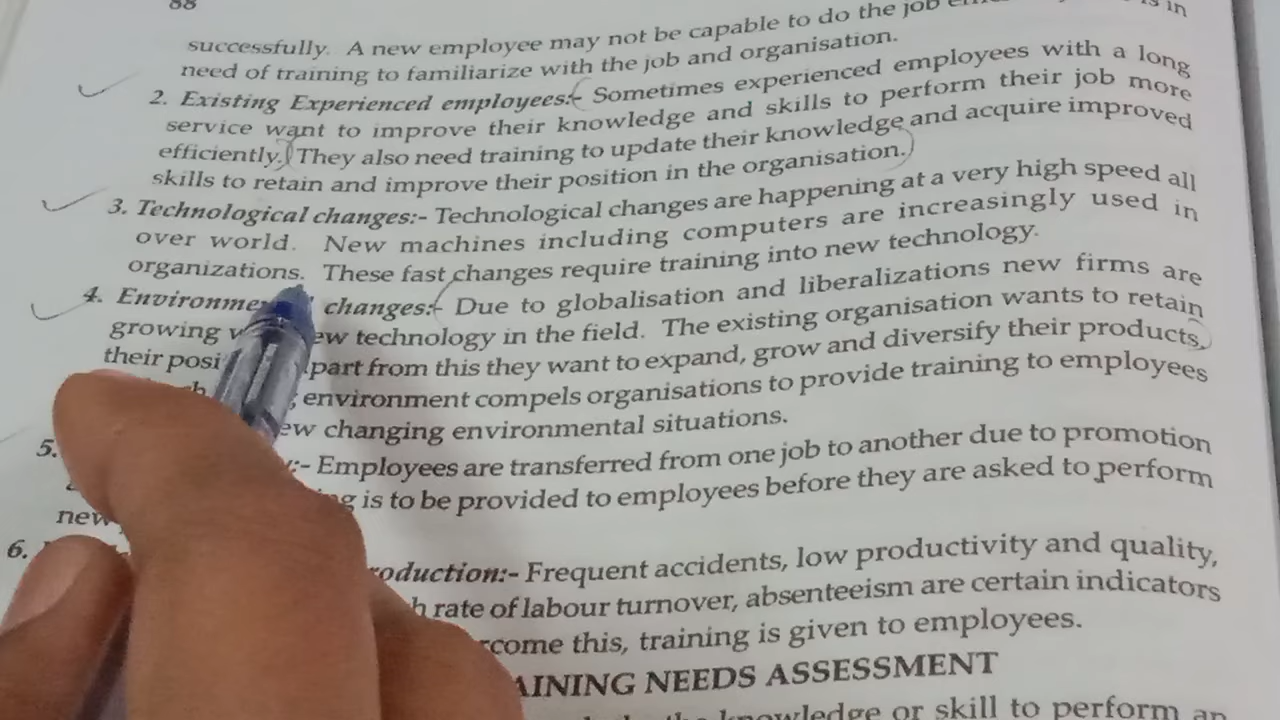 88
successfully. A new employee may not be capable to do the job in
need of training to familiarize with the job and organisation.
2. Existing Experienced employees:- Sometimes experienced employees with a long
service want to improve their knowledge and skills to perform their job more
efficiently. They also need training to update their knowledge and acquire improved
skills to retain and improve their position in the organisation.
3. Technological changes:- Technological changes are happening at a very high speed all
over world. New machines including computers are increasingly used in
organizations. These fast changes require training into new technology.
4. changes:- Due to globalisation and liberalizations new firms are
growing technology in the field. The existing organisation wants to retain
their this they want to expand, grow and diversify their products,
environment compels organisations to provide training to employees
changing environmental situations.
5. :- Employees are transferred from one job to another due to promotion
is to be provided to employees before they are asked to perform
new
6. :- Frequent accidents, low productivity and quality,
rate of labour turnover, absenteeism are certain indicators
this, training is given to employees.
NEEDS ASSESSMENT
knowledge or skill to perform an